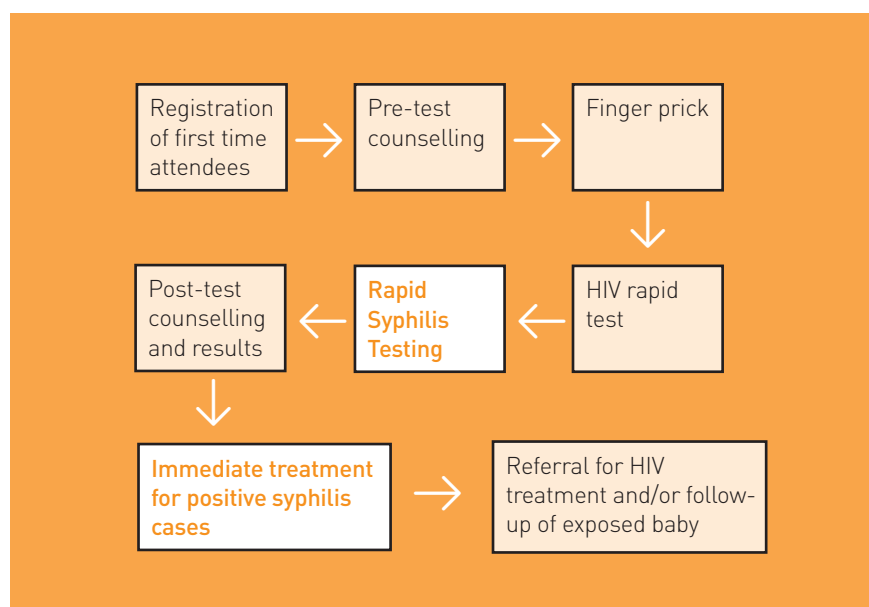 Registration
of first time
attendees
Pre-test
counselling
Finger prick
HIV rapid
test
Rapid
Syphilis
Testing
Post-test
counselling
and results
Immediate treatment
for positive syphilis
cases
Referral for HIV
treatment and/or follow-
up of exposed baby